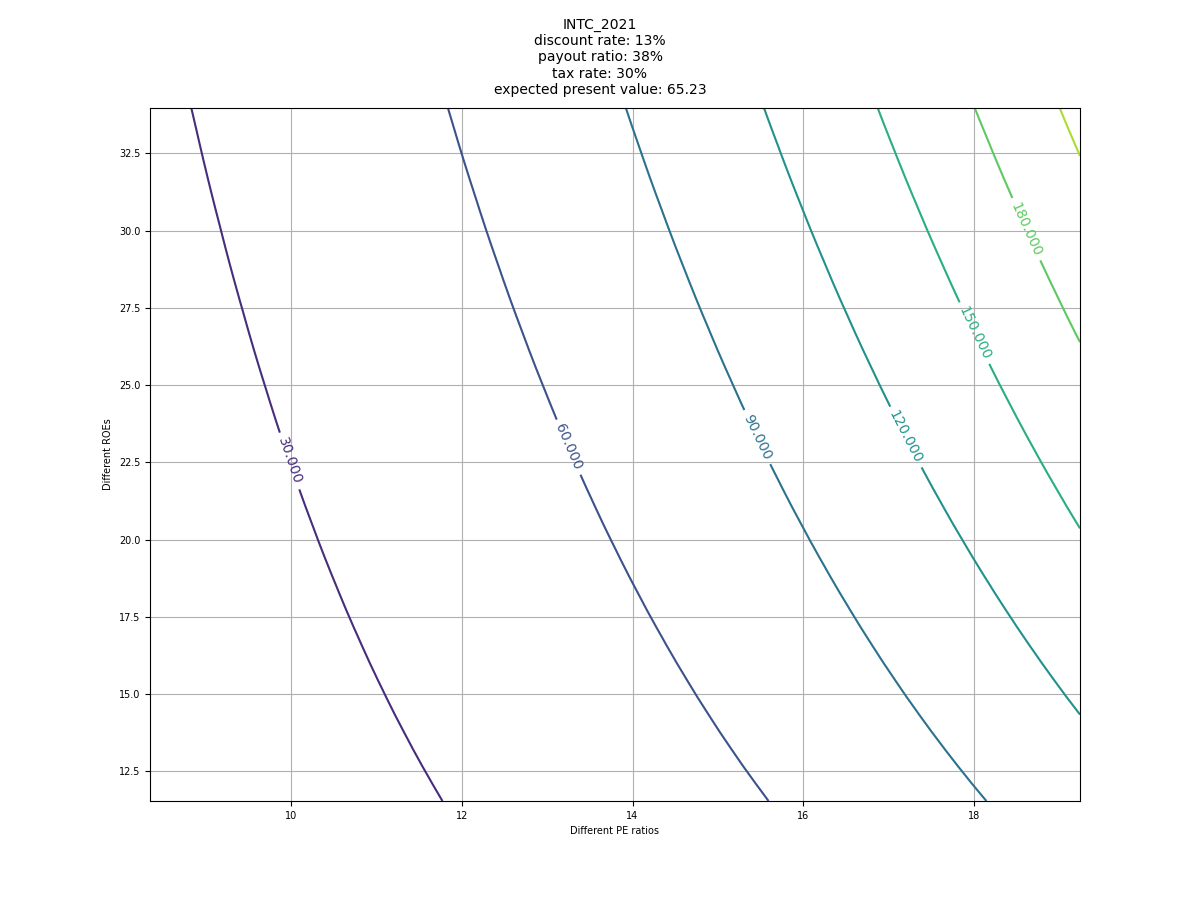 INTC_2021
discount rate: 13%
payout ratio: 38%
tax rate: 30%
expected present value: 65.23
32.5
30.0
27.5
25.0
22.5
20.0
17.5
15.0
12.5
Different ROEs
30.000
60.000
90.000
120.000
150.000
180.000
10
12
14
16
18
Different PE ratios